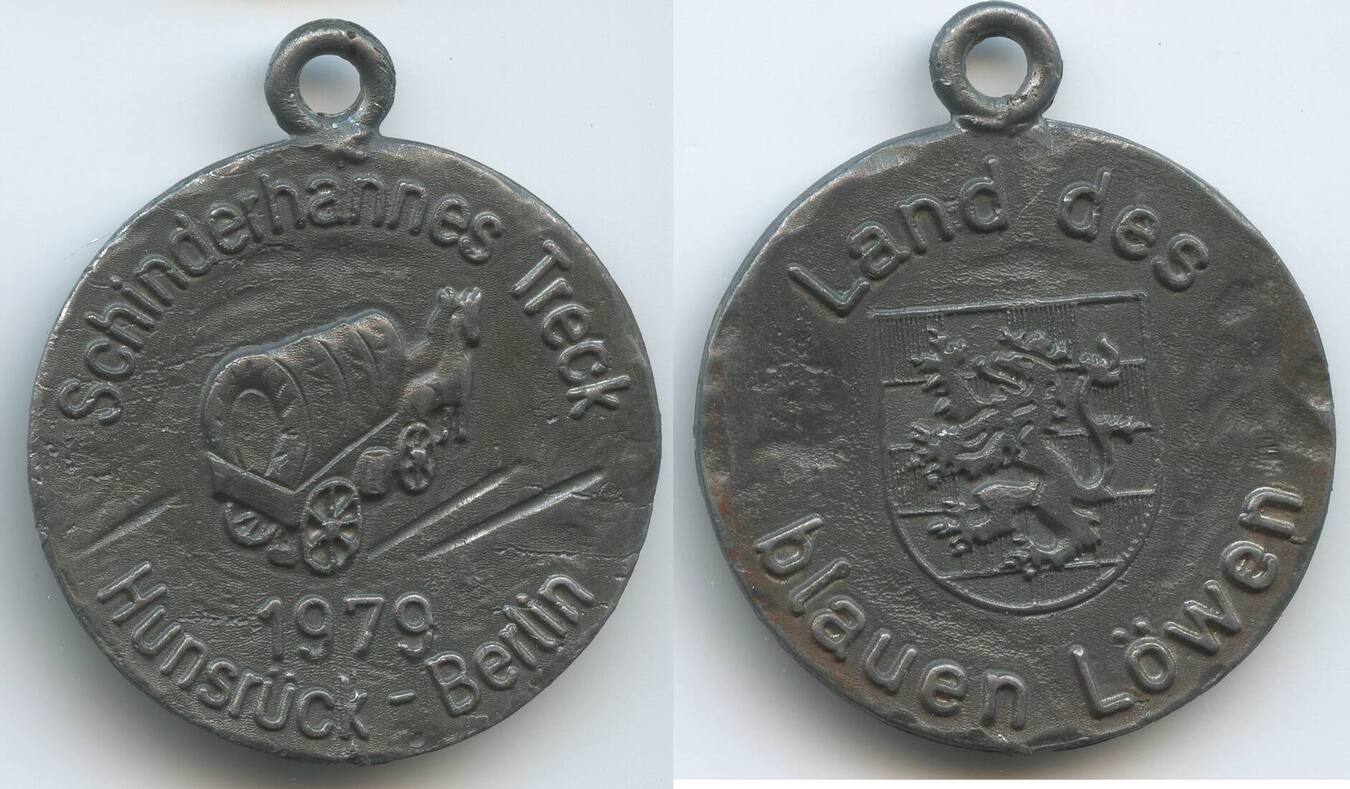 Schinderhannes Treck
1979
Hunsrück - Berlin
Land des
blauen Löwen